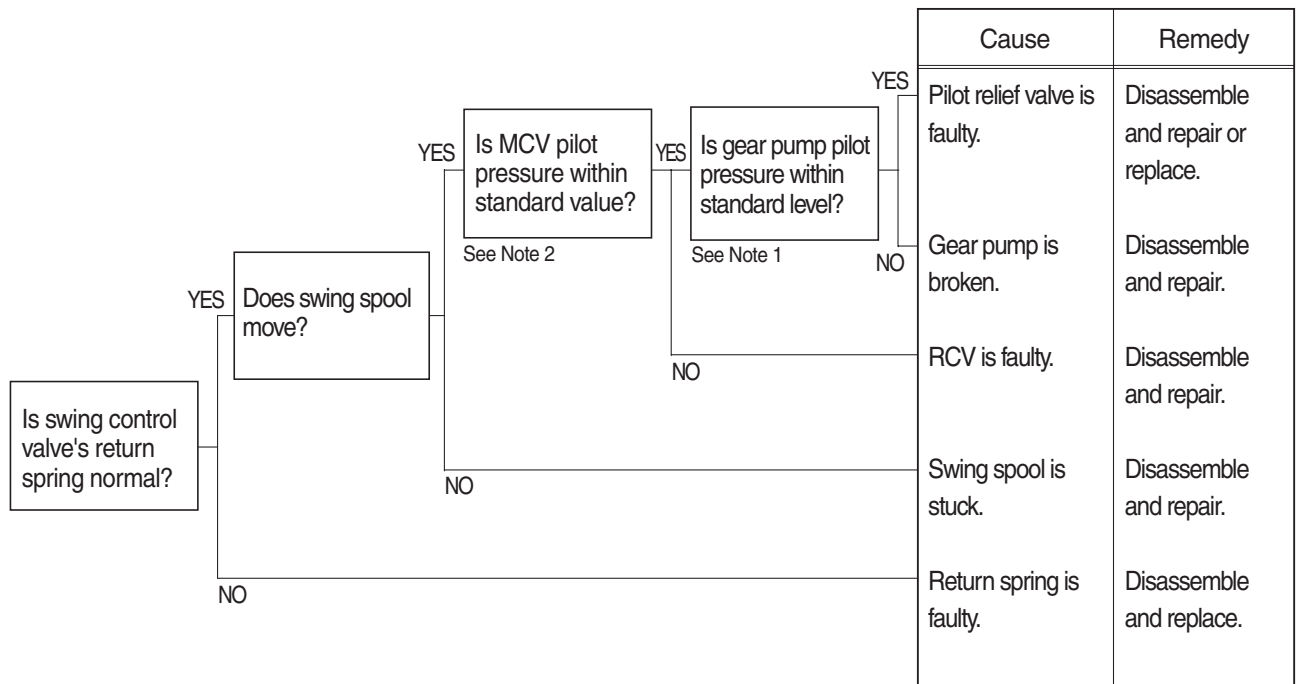 Cause
Remedy
YES
Pilot relief valve is
faulty.
Disassemble
and repair or
replace.
YES
Is MCV pilot
pressure within
standard value?
See Note 2
YES
Is gear pump pilot
pressure within
standard level?
See Note 1
NO
Gear pump is
broken.
Disassemble
and repair.
YES
Does swing spool
move?
NO
RCV is faulty.
Disassemble
and repair.
Is swing control
valve's return
spring normal?
NO
Swing spool is
stuck.
Disassemble
and repair.
NO
Return spring is
faulty.
Disassemble
and replace.